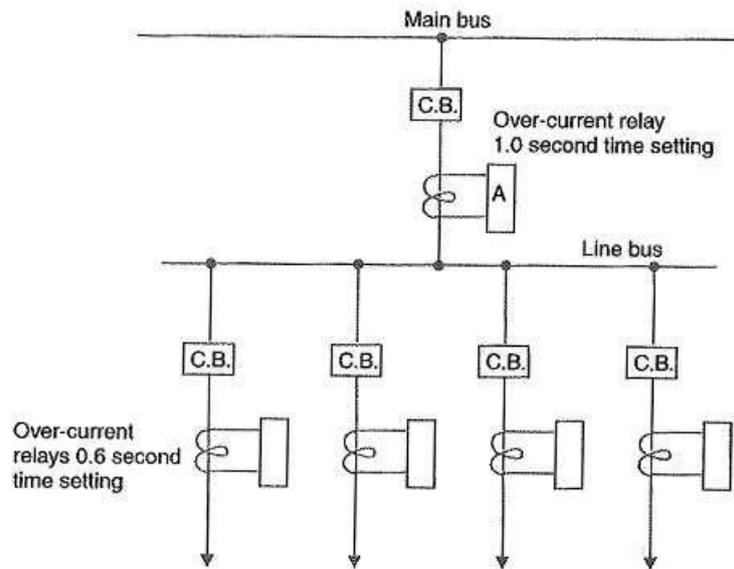 Main bus
C.B.
Over-current relay
1.0 second time setting
A
Line bus
C.B.
C.B.
C.B.
C.B.
Over-current
relays 0.6 second
time setting